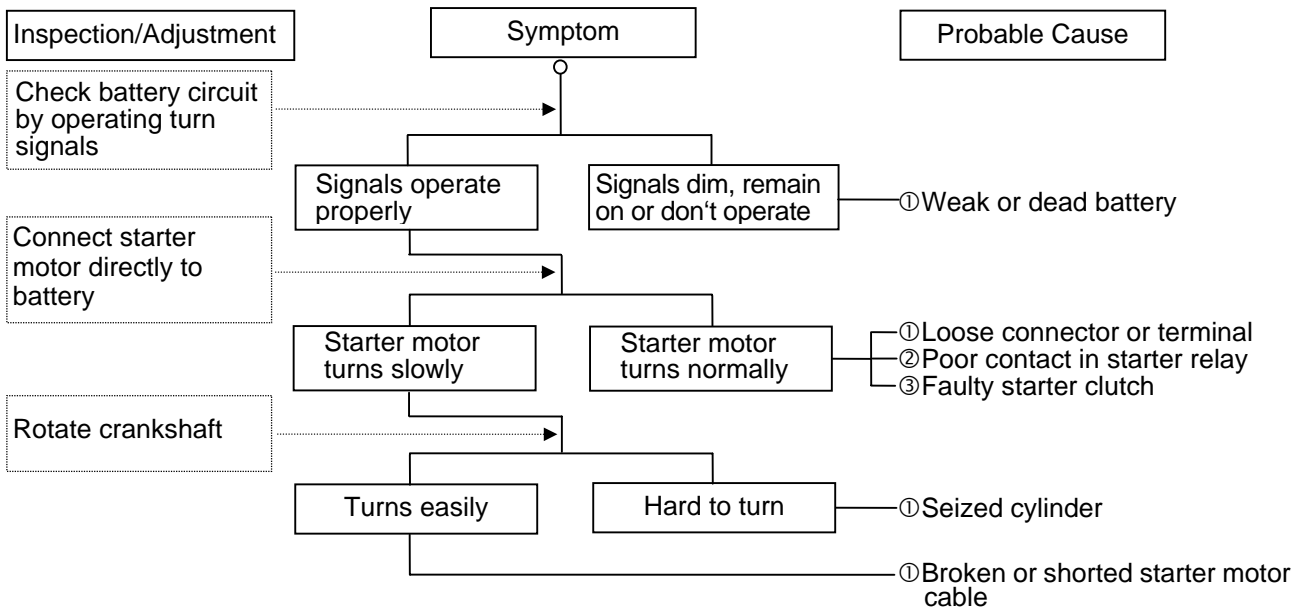 Inspection/Adjustment
Symptom
Probable Cause
Check battery circuit
by operating turn
signals
Signals operate
properly
Signals dim, remain
on or don‘t operate
①Weak or dead battery
Connect starter
motor directly to
battery
Starter motor
turns slowly
Starter motor
turns normally
①Loose connector or terminal
②Poor contact in starter relay
③Faulty starter clutch
Rotate crankshaft
Turns easily
Hard to turn
①Seized cylinder
①Broken or shorted starter motor
cable